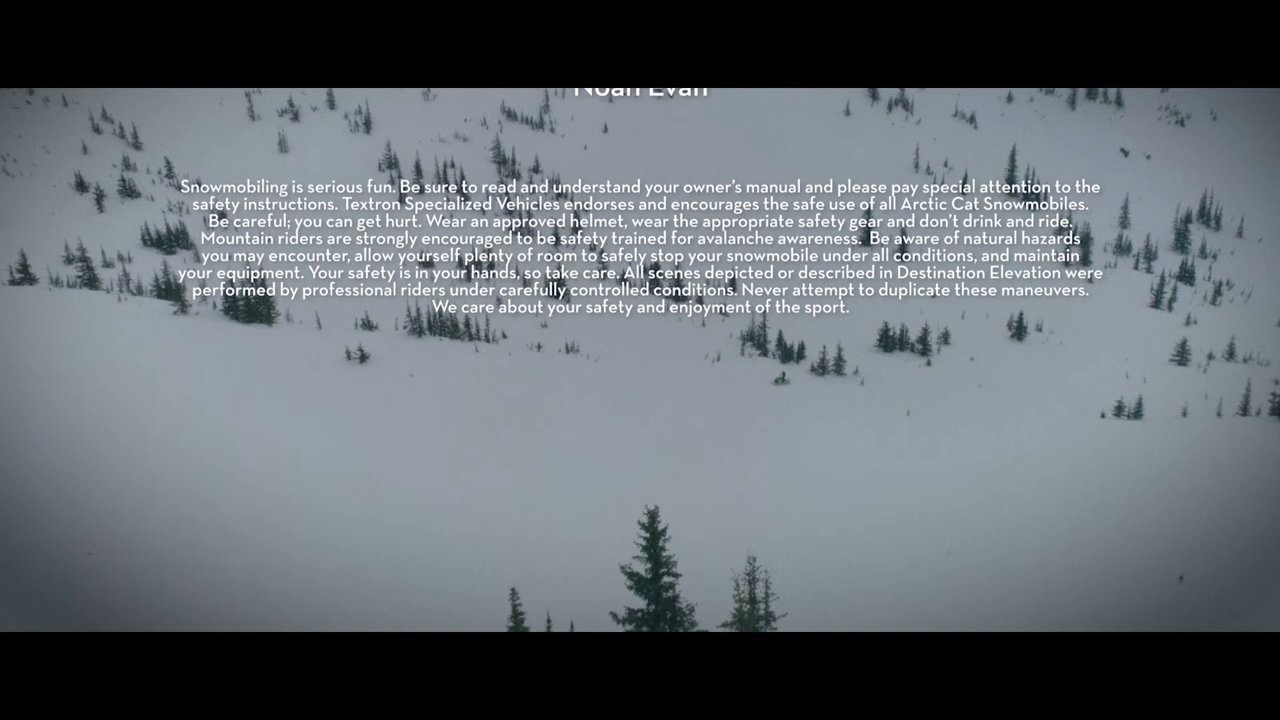 Noah Evan
Snowmobiling is serious fun. Be sure to read and understand your owner's manual and please pay special attention to the
safety instructions. Textron Specialized Vehicles endorses and encourages the safe use of all Arctic Cat Snowmobiles.
Be careful; you can get hurt. Wear an approved helmet, wear the appropriate safety gear and don't drink and ride.
Mountain riders are strongly encouraged to be safety trained for avalanche awareness. Be aware of natural hazards
you may encounter, allow yourself plenty of room to safely stop your snowmobile under all conditions, and maintain
your equipment. Your safety is in your hands, so take care. All scenes depicted or described in Destination Elevation were
performed by professional riders under carefully controlled conditions. Never attempt to duplicate these maneuvers.
We care about your safety and enjoyment of the sport.